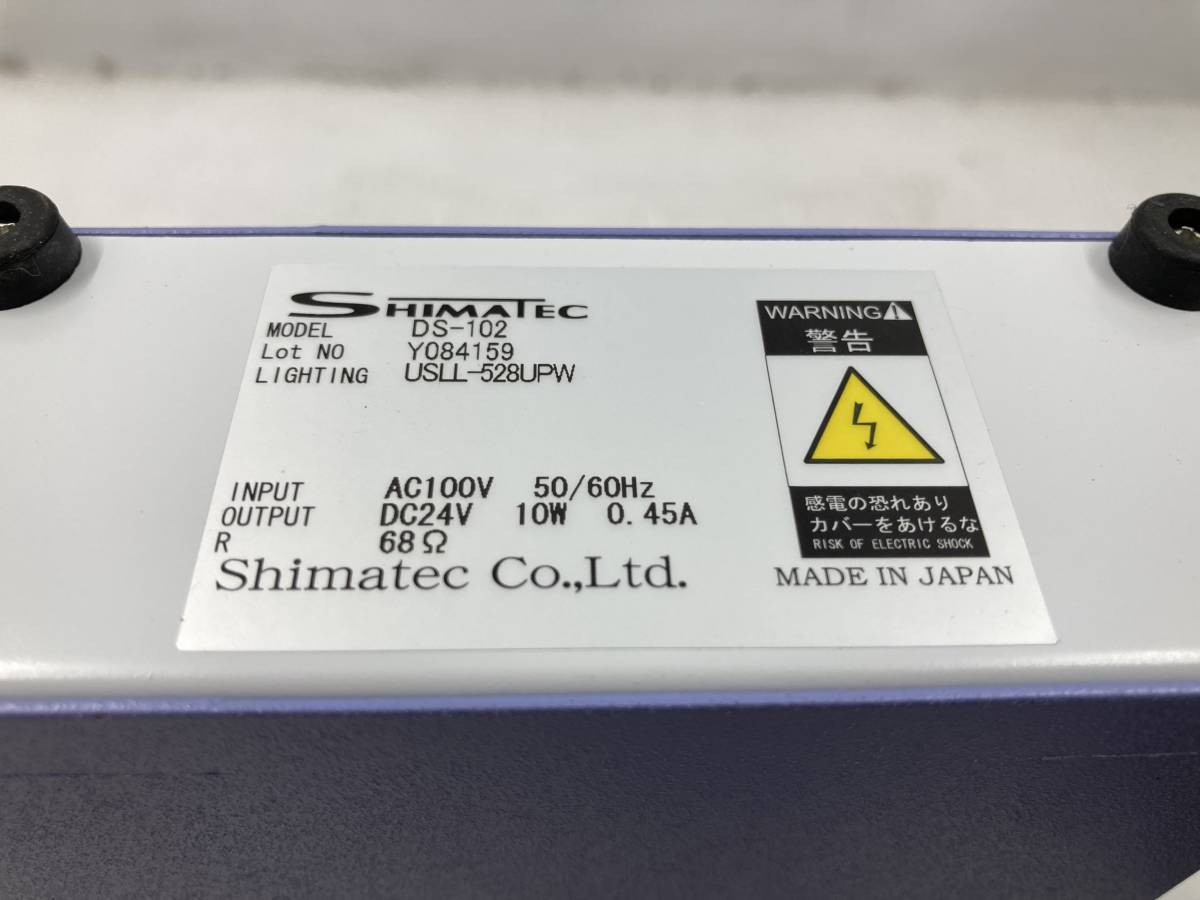 SHIMATEC
MODEL DS-102
Lot NO Y084159
LIGHTING USLL-528UPW
INPUT AC100V 50/60Hz
OUTPUT DC24V 10W 0.45A
R 68Ω
Shimatec Co.,Ltd.
WARNING
警告
感電の恐れあり
カバーをあけるな
RISK OF ELECTRIC SHOCK
MADE IN JAPAN